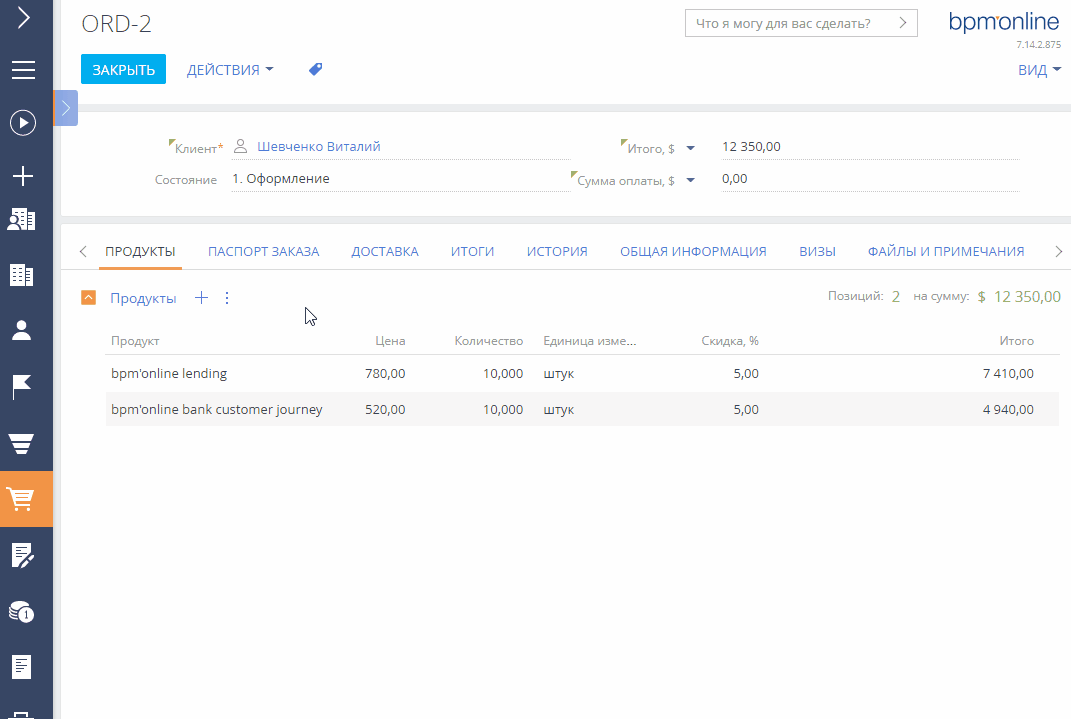 ORD-2
Что я могу для вас сделать?
bpm'online
7.14.2.875
ЗАКРЫТЬ ДЕЙСТВИЯ ВИД
Клиент* Шевченко Виталий Итого, $ 12 350,00
Состояние 1. Оформление Сумма оплаты, $ 0,00
ПРОДУКТЫ ПАСПОРТ ЗАКАЗА ДОСТАВКА ИТОГИ ИСТОРИЯ ОБЩАЯ ИНФОРМАЦИЯ ВИЗЫ ФАЙЛЫ И ПРИМЕЧАНИЯ
Продукты Позиций: 2 на сумму: $ 12 350,00
Продукт Цена Количество Единица изме... Скидка, % Итого
bpm'online lending 780,00 10,000 штук 5,00 7 410,00
bpm'online bank customer journey 520,00 10,000 штук 5,00 4 940,00
1